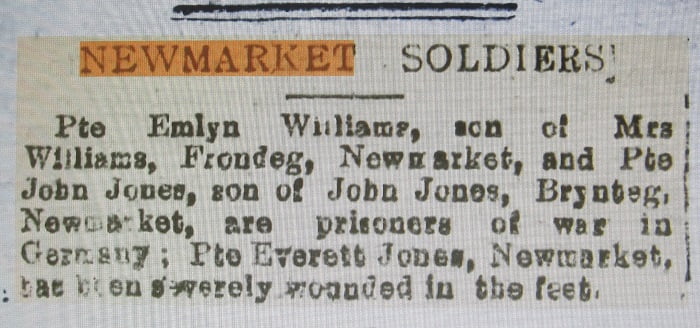 NEWMARKET SOLDIERS
Pte Emlyn Williams, son of Mrs
Williams, Frondeg, Newmarket, and Pte
John Jones, son of John Jones, Brynteg,
Newmarket, are prisoners of war in
Germany; Pte Everett Jones, Newmarket,
has been severely wounded in the feet.